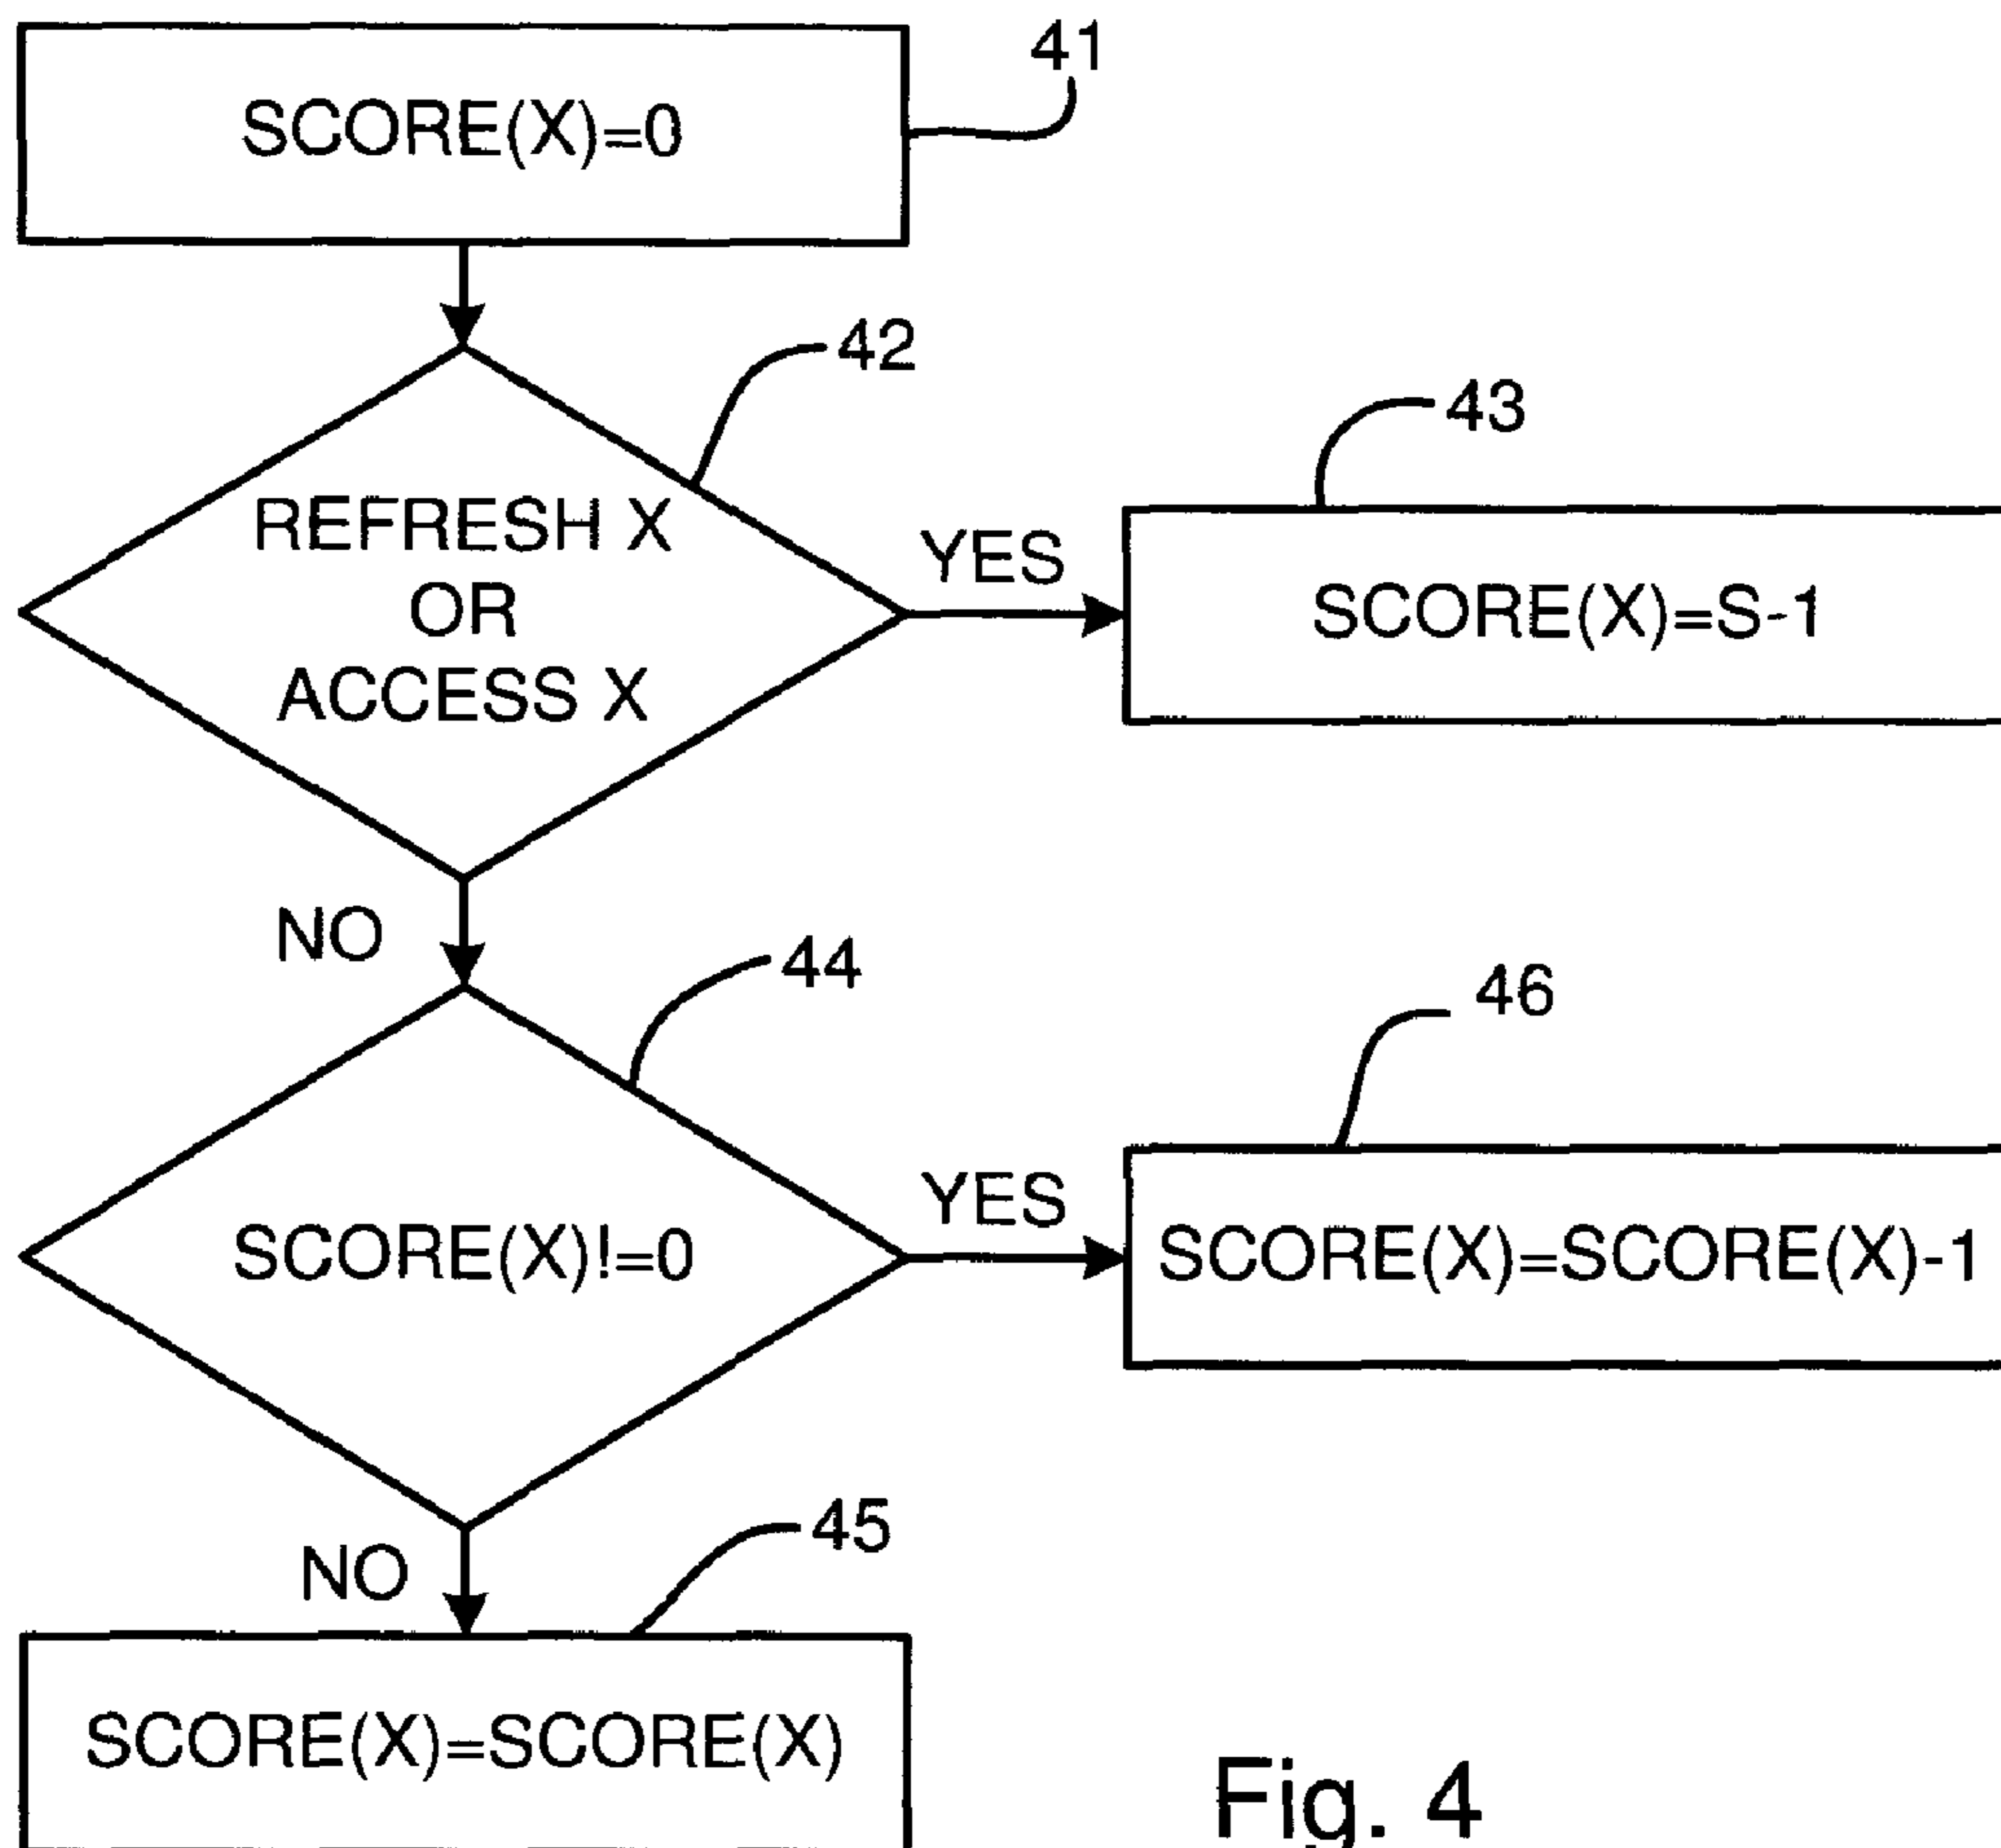 SCORE(X)=0
41
42
REFRESH X
OR
ACCESS X
YES
43
SCORE(X)=S-1
NO
44
SCORE(X)!=0
YES
46
SCORE(X)=SCORE(X)-1
NO
45
SCORE(X)=SCORE(X)
Fig. 4